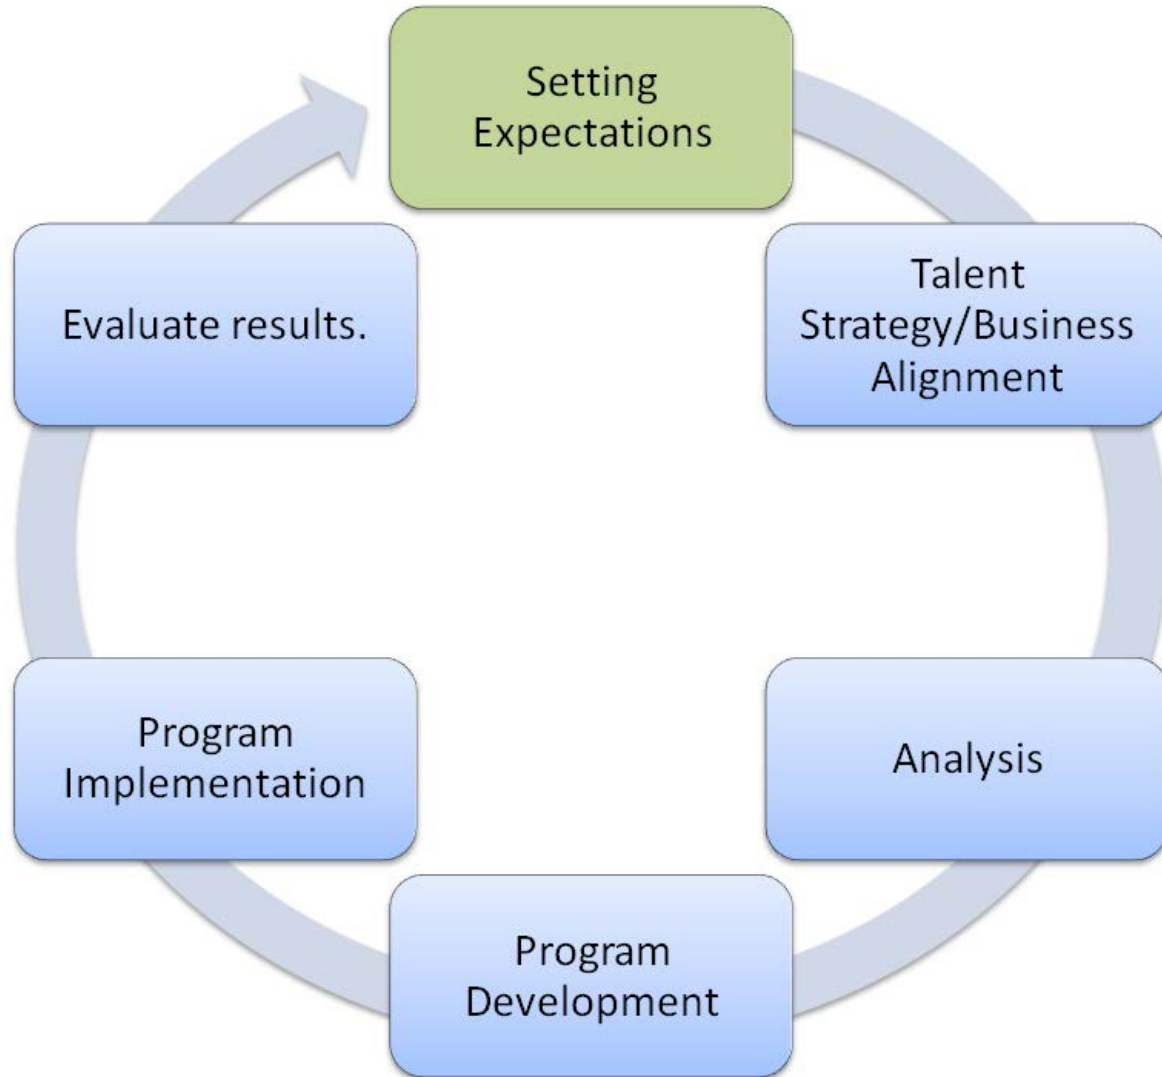 Setting
Expectations
Talent
Strategy/Business
Alignment
Analysis
Program
Development
Program
Implementation
Evaluate results.